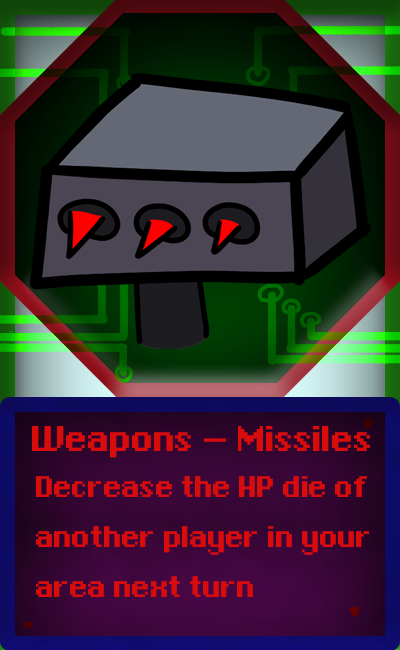 Weapons – Missiles
Decrease the HP die of
another player in your
area next turn